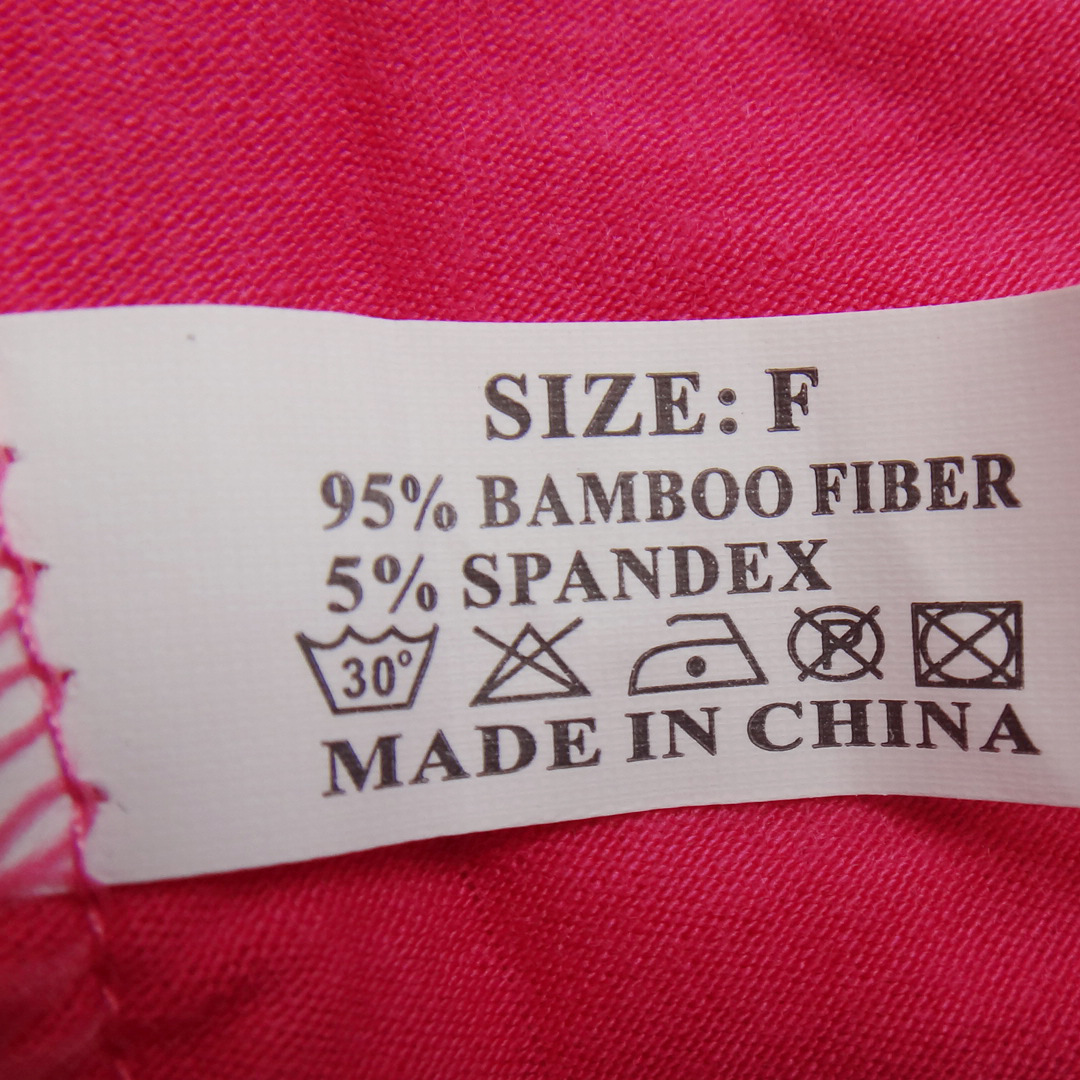 SIZE: F
95% BAMBOO FIBER
5% SPANDEX
30° P
MADE IN CHINA